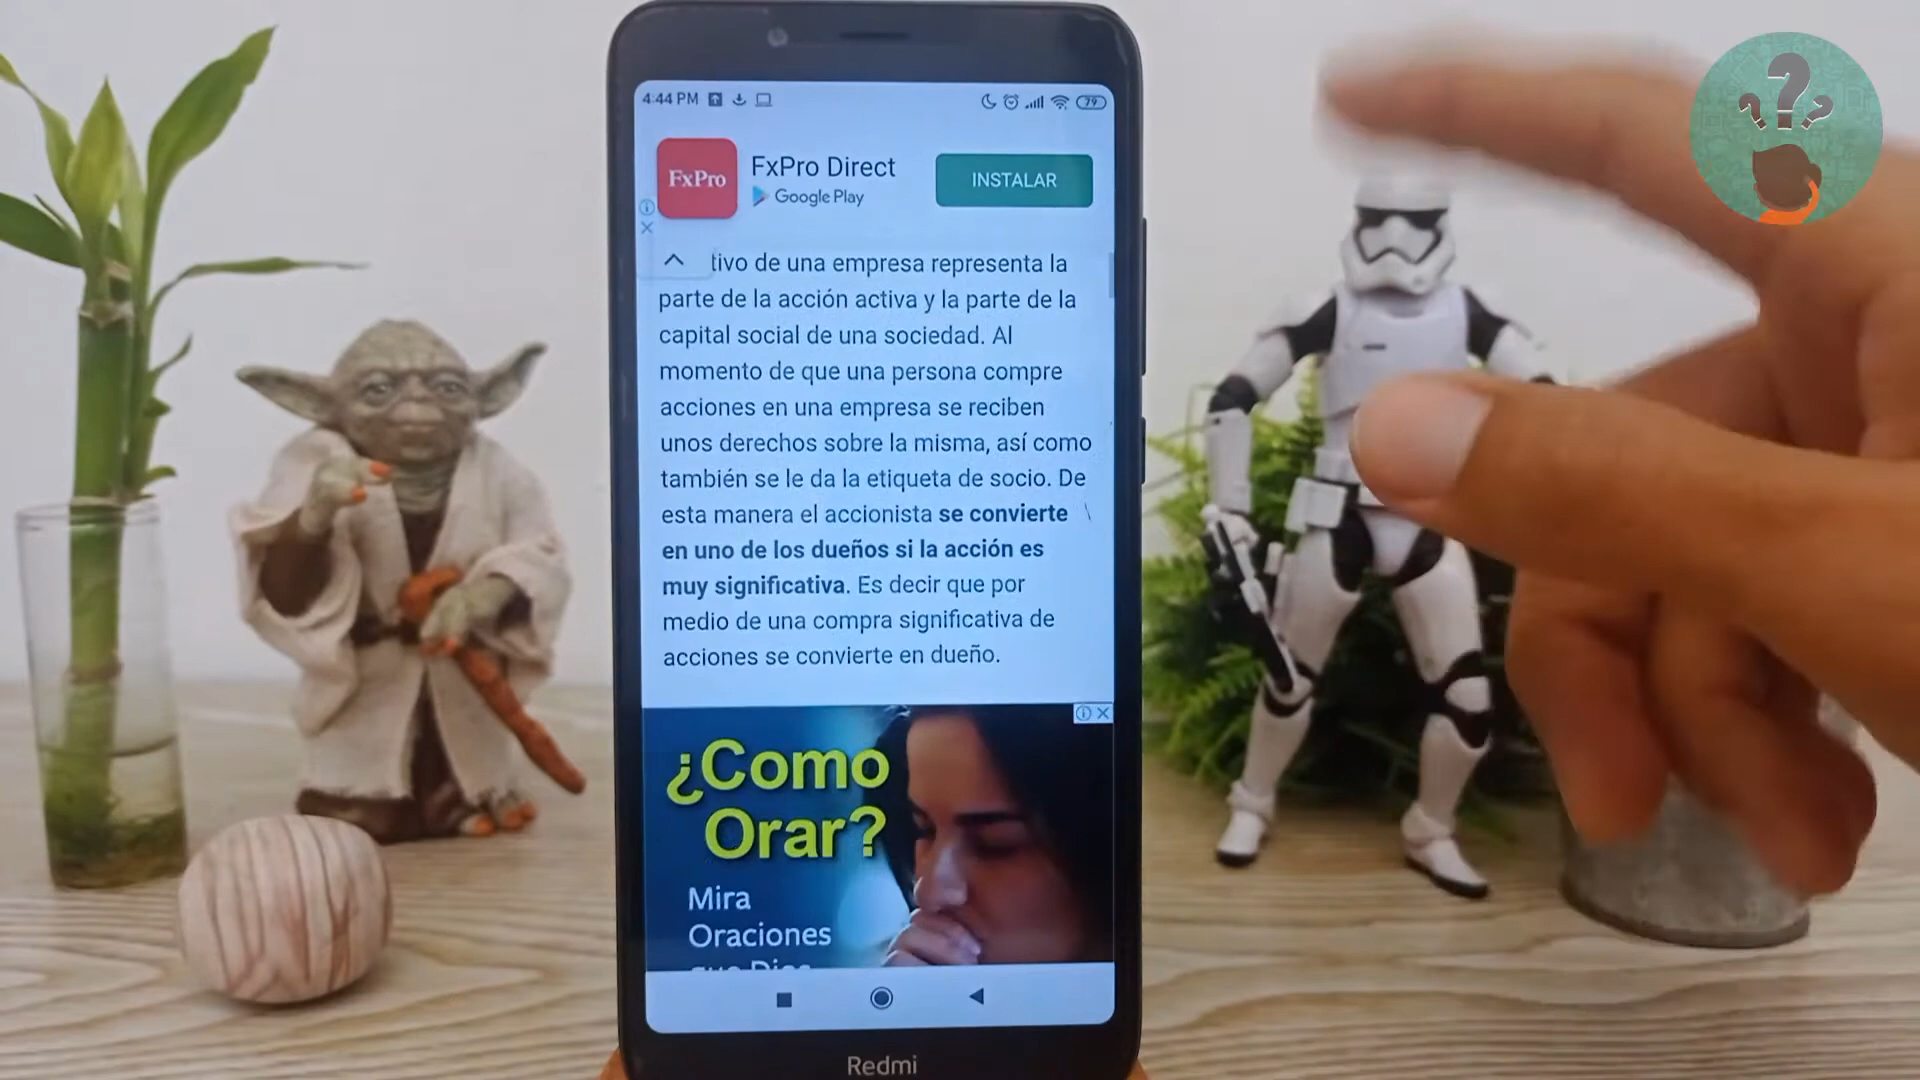 4:44 PM
79
FxPro
FxPro Direct
Google Play
INSTALAR
tivo de una empresa representa la
parte de la acción activa y la parte de la
capital social de una sociedad. Al
momento de que una persona compre
acciones en una empresa se reciben
unos derechos sobre la misma, así como
también se le da la etiqueta de socio. De
esta manera el accionista se convierte
en uno de los dueños si la acción es
muy significativa. Es decir que por
medio de una compra significativa de
acciones se convierte en dueño.
¿Como
Orar?
Mira
Oraciones
que Dios
Redmi
???